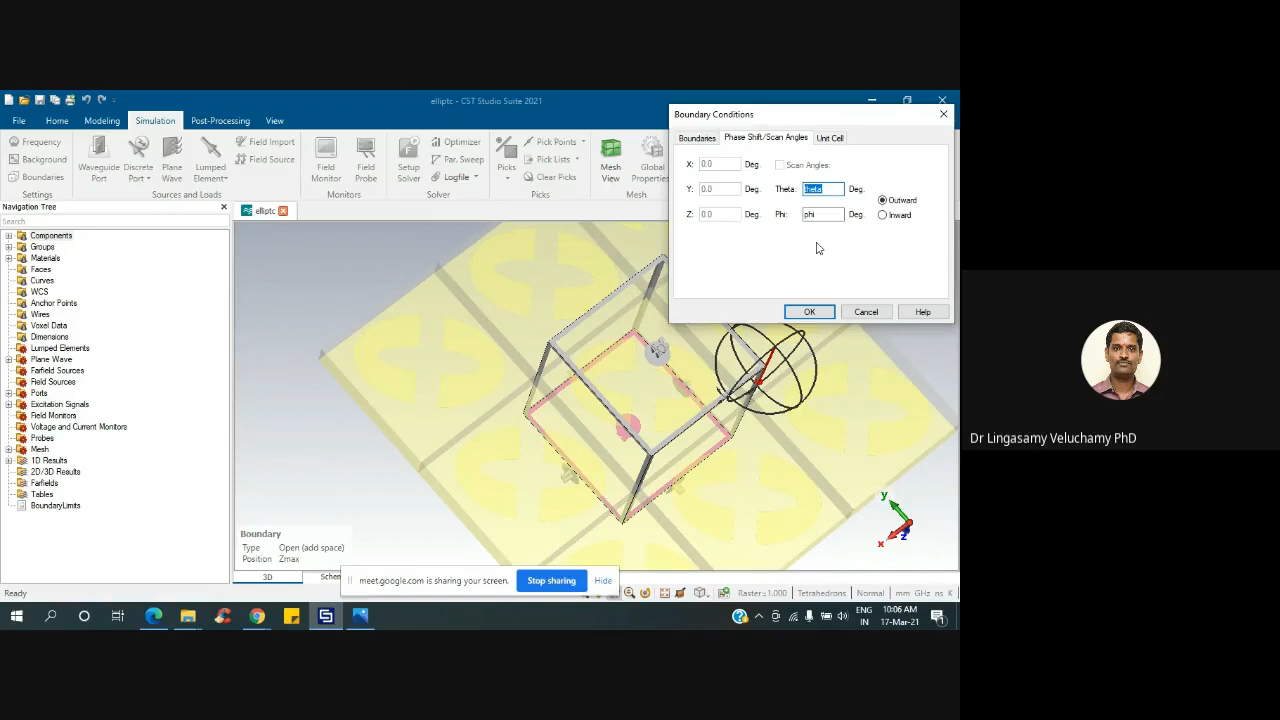 elliptc - CST Studio Suite 2021
File Home Modeling Simulation Post-Processing View
Frequency
Background
Boundaries
Settings
Waveguide Port
Discrete Port
Plane Wave
Lumped Element
Field Import
Field Source
Sources and Loads
Field Monitor
Field Probe
Monitors
Setup Solver
Optimizer
Par. Sweep
Logfile
Solver
Picks
Pick Points
Pick Lists
Clear Picks
Picks
Mesh View
Global Properties
Mesh
Boundary Conditions
Boundaries Phase Shift/Scan Angles Unit Cell
X: 0.0 Deg. Scan Angles:
Y: 0.0 Deg. Theta: theta Deg.
Outward
Z: 0.0 Deg. Phi: phi Deg.
Inward
OK Cancel Help
Navigation Tree
Search
elliptc
Components
Groups
Materials
Faces
Curves
WCS
Anchor Points
Wires
Voxel Data
Dimensions
Lumped Elements
Plane Wave
Farfield Sources
Field Sources
Ports
Excitation Signals
Field Monitors
Voltage and Current Monitors
Probes
Mesh
1D Results
2D/3D Results
Farfields
Tables
BoundaryLimits
y
x
z
Boundary
Type Open (add space)
Position Zmax
3D
meet.google.com is sharing your screen. Stop sharing Hide
Ready
Raster=1.000 Tetrahedrons Normal mm GHz ns K
ENG
IN
10:06 AM
17-Mar-21
Dr Lingasamy Veluchamy PhD